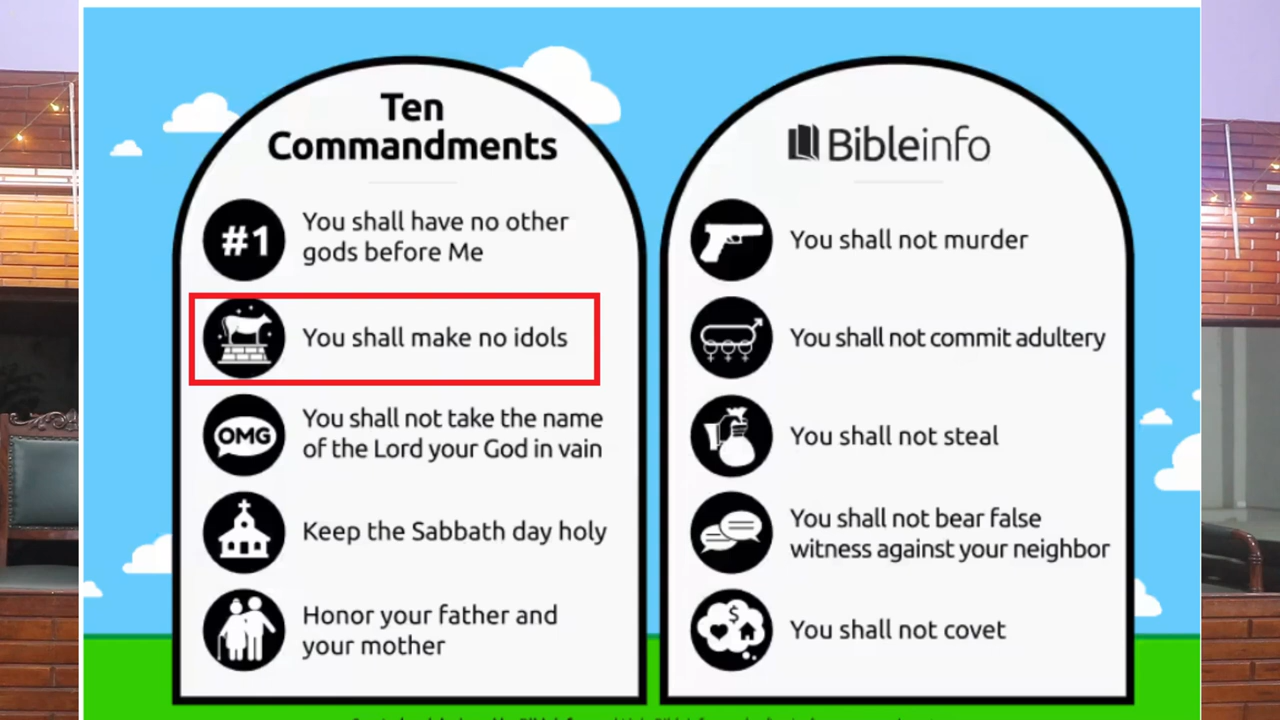 Ten
Commandments
#1
You shall have no other
gods before Me
You shall make no idols
OMG
You shall not take the name
of the Lord your God in vain
Keep the Sabbath day holy
Honor your father and
your mother
Bibleinfo
You shall not murder
You shall not commit adultery
You shall not steal
You shall not bear false
witness against your neighbor
$
You shall not covet